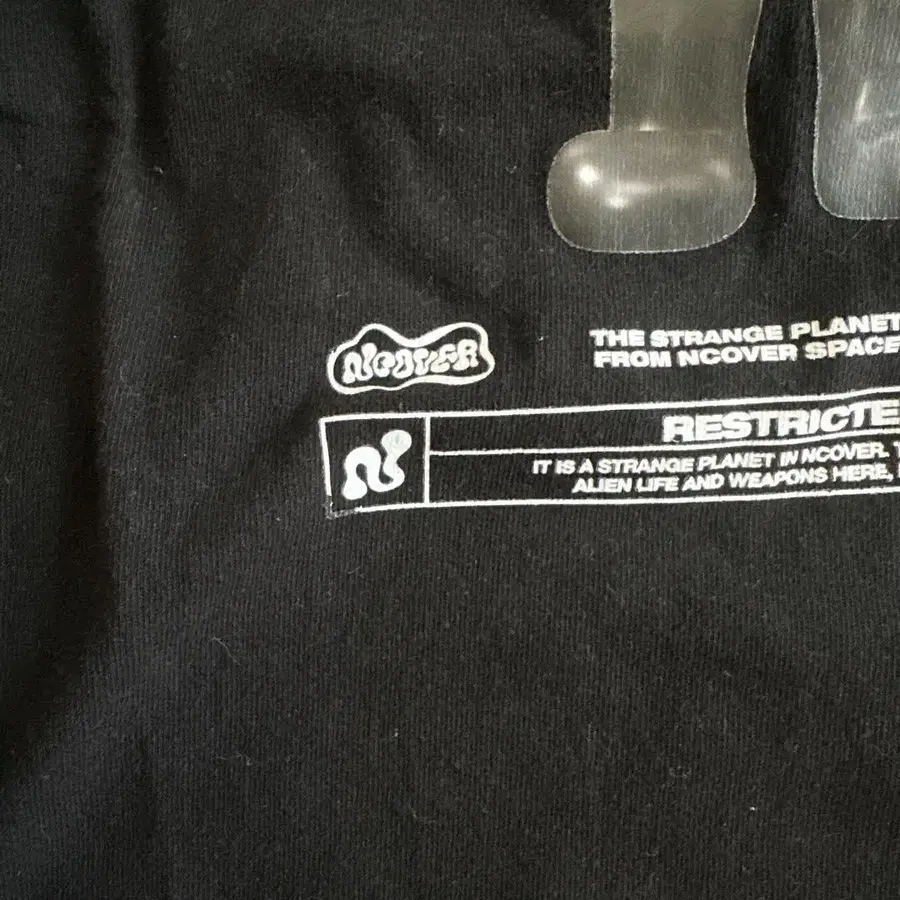 NCOVER
THE STRANGE PLANET
FROM NCOVER SPACE
RESTRICTE
IT IS A STRANGE PLANET IN NCOVER. T
ALIEN LIFE AND WEAPONS HERE,